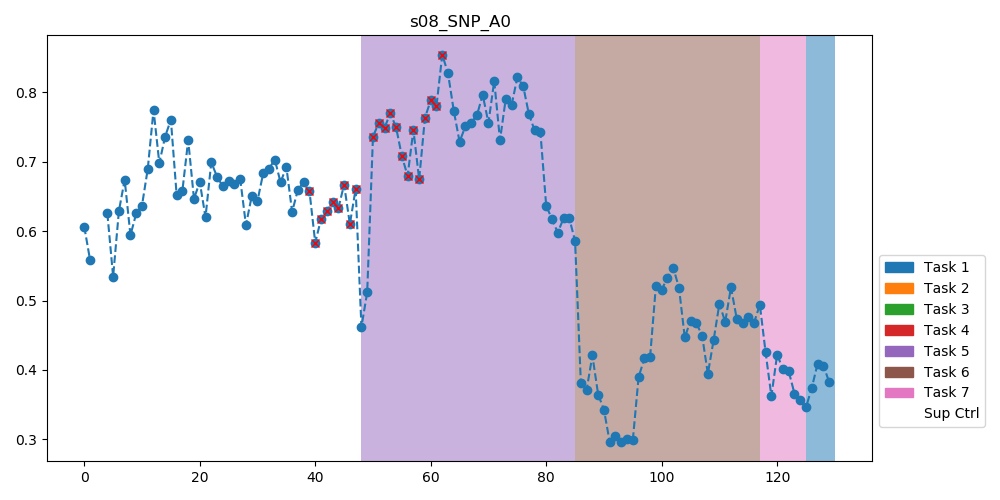 s08_SNP_A0
0.8
0.7
0.6
0.5
0.4
0.3
0 20 40 60 80 100 120
Task 1
Task 2
Task 3
Task 4
Task 5
Task 6
Task 7
Sup Ctrl